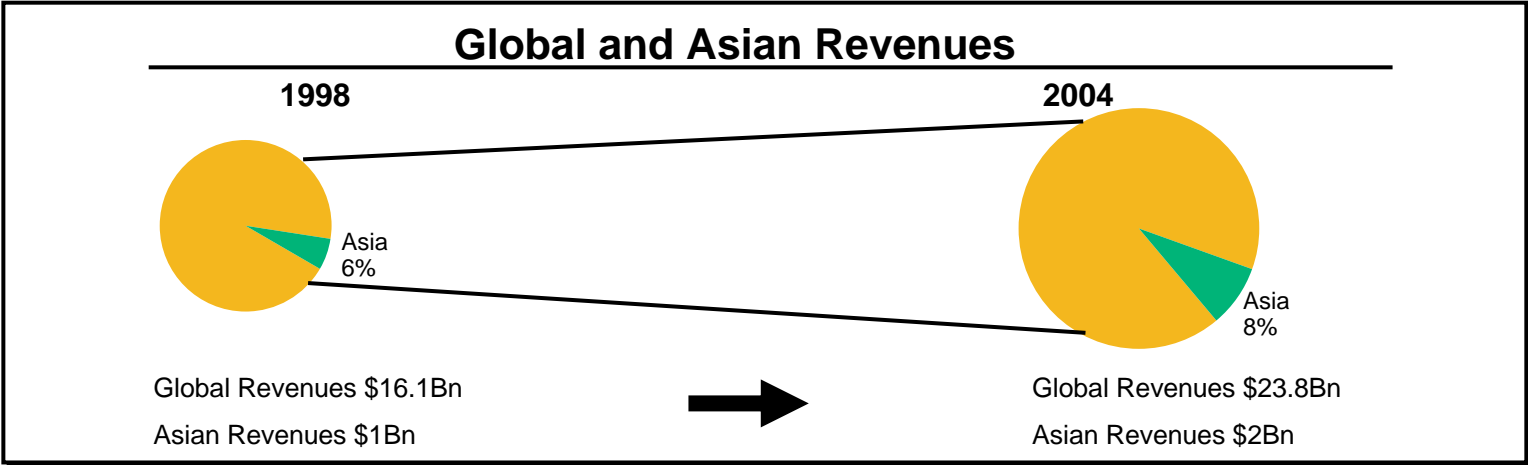 Global and Asian Revenues
1998
2004
Asia
6%
Asia
8%
Global Revenues $16.1Bn
Asian Revenues $1Bn
Global Revenues $23.8Bn
Asian Revenues $2Bn